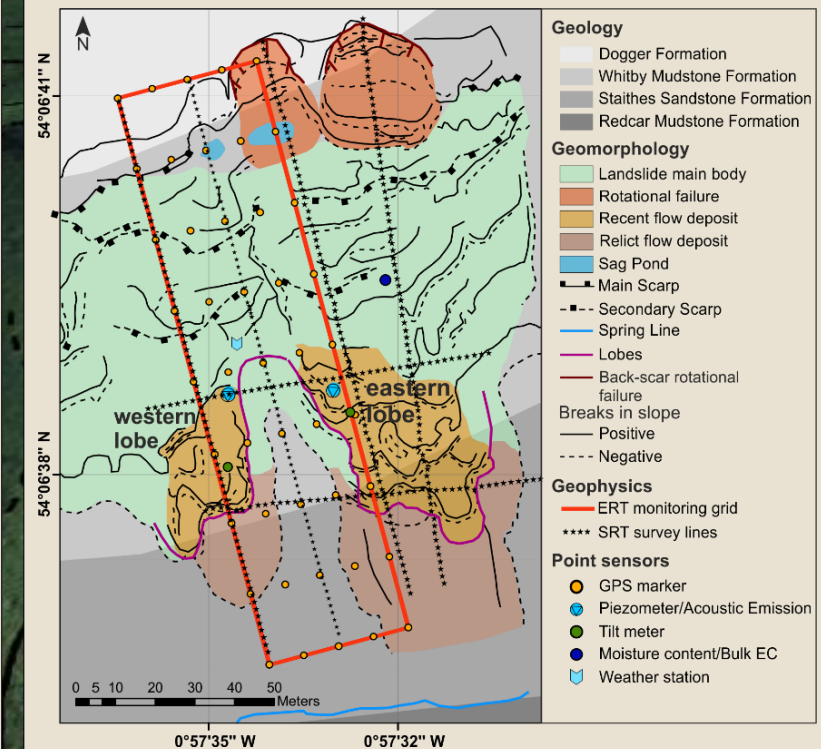 N
54°06'41" N
54°06'38" N
western
lobe
eastern
lobe
0 5 10 20 30 40 50
Meters
0°57'35" W
0°57'32" W
Geology
Dogger Formation
Whitby Mudstone Formation
Staithes Sandstone Formation
Redcar Mudstone Formation
Geomorphology
Landslide main body
Rotational failure
Recent flow deposit
Relict flow deposit
Sag Pond
Main Scarp
Secondary Scarp
Spring Line
Lobes
Back-scar rotational
failure
Breaks in slope
Positive
Negative
Geophysics
ERT monitoring grid
SRT survey lines
Point sensors
GPS marker
Piezometer/Acoustic Emission
Tilt meter
Moisture content/Bulk EC
Weather station